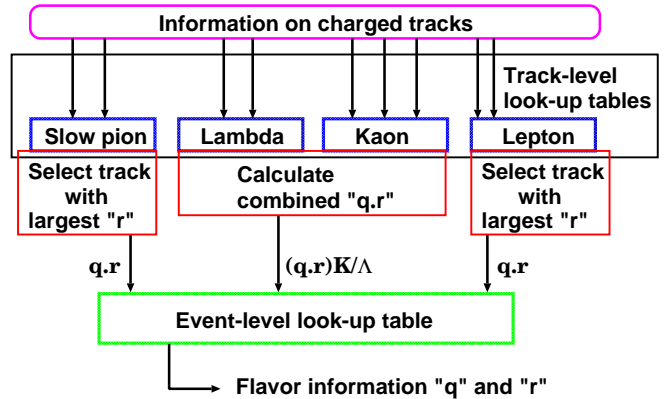 Information on charged tracks
Track-level
look-up tables
Slow pion
Lambda
Kaon
Lepton
Select track
with
largest "r"
Calculate
combined "q.r"
Select track
with
largest "r"
q.r
(q.r)K/Λ
q.r
Event-level look-up table
Flavor information "q" and "r"